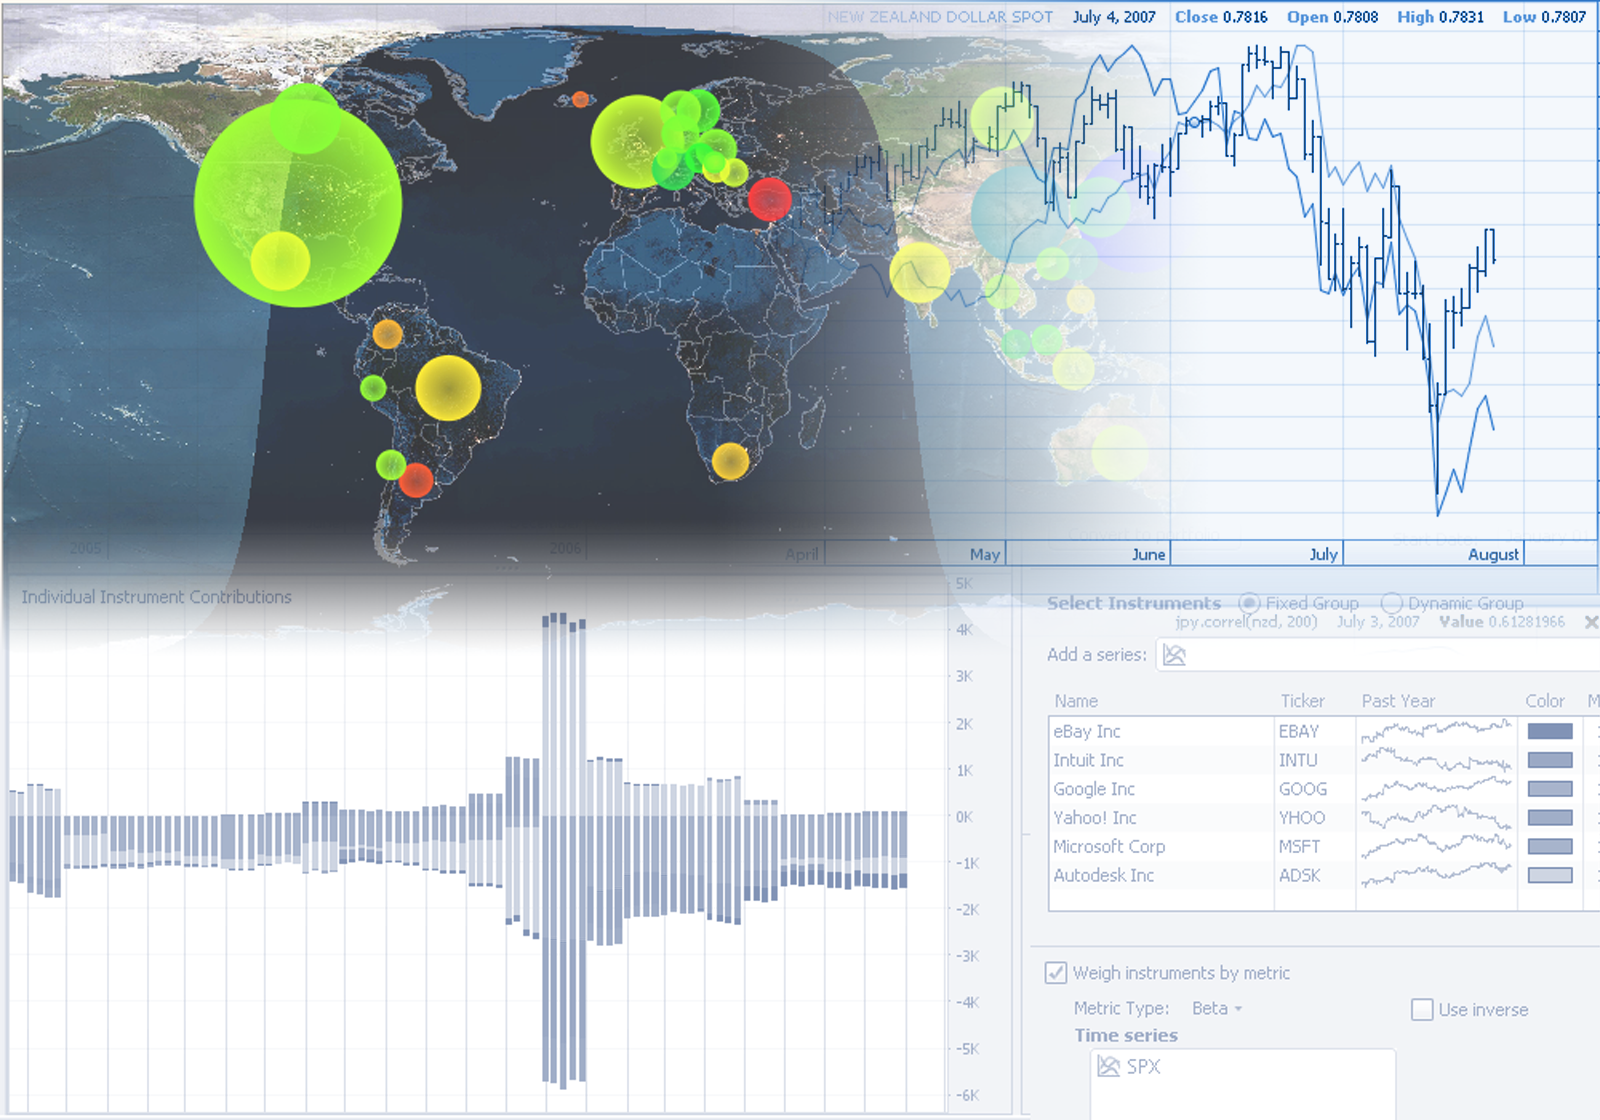 NEW ZEALAND DOLLAR SPOT July 4, 2007 Close 0.7816 Open 0.7808 High 0.7831 Low 0.7807
2005 2006 April May June July August
Individual Instrument Contributions
5K
4K
3K
2K
1K
0K
-1K
-2K
-3K
-4K
-5K
-6K
Convert to portfolio
Select Instruments Fixed Group Dynamic Group
jpy.correl(nzd, 200) July 3, 2007 Value 0.61281966
Add a series:
Name Ticker Past Year Color M
eBay Inc EBAY
Intuit Inc INTU
Google Inc GOOG
Yahoo! Inc YHOO
Microsoft Corp MSFT
Autodesk Inc ADSK
Weigh instruments by metric
Metric Type: Beta Use inverse
Time series
SPX